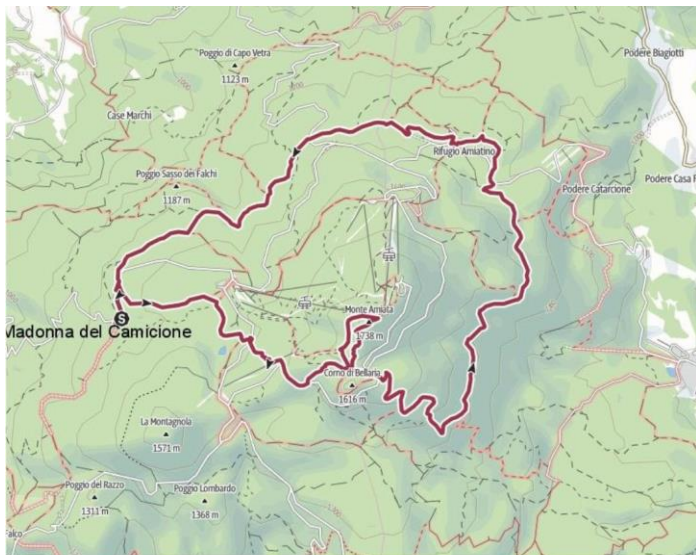 Poggio di Capo Vetra
1123 m
Podere Biagiotti
Case Marchi
Rifugio Amiatino
Poggio Sasso dei Falchi
1187 m
Podere Catarcione
Podere Casa
S
Madonna del Camicione
Monte Amiata
1738 m
Corno di Bellaria
1616 m
La Montagnola
1571 m
Poggio del Razzo
1311 m
Poggio Lombardo
1368 m
Falco